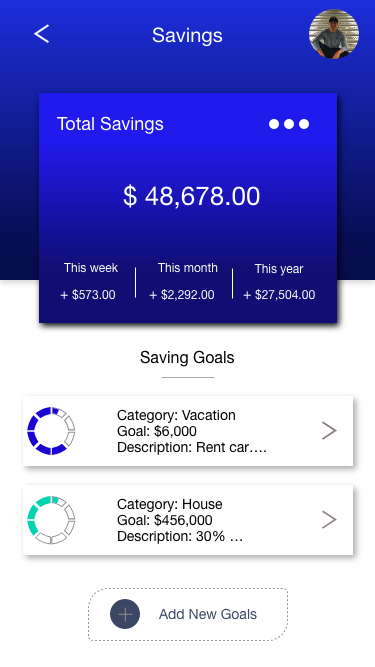 Savings
Total Savings
$ 48,678.00
This week
This month
This year
+ $573.00
+ $2,292.00
+ $27,504.00
Saving Goals
Category: Vacation
Goal: $6,000
Description: Rent car....
Category: House
Goal: $456,000
Description: 30% ...
Add New Goals